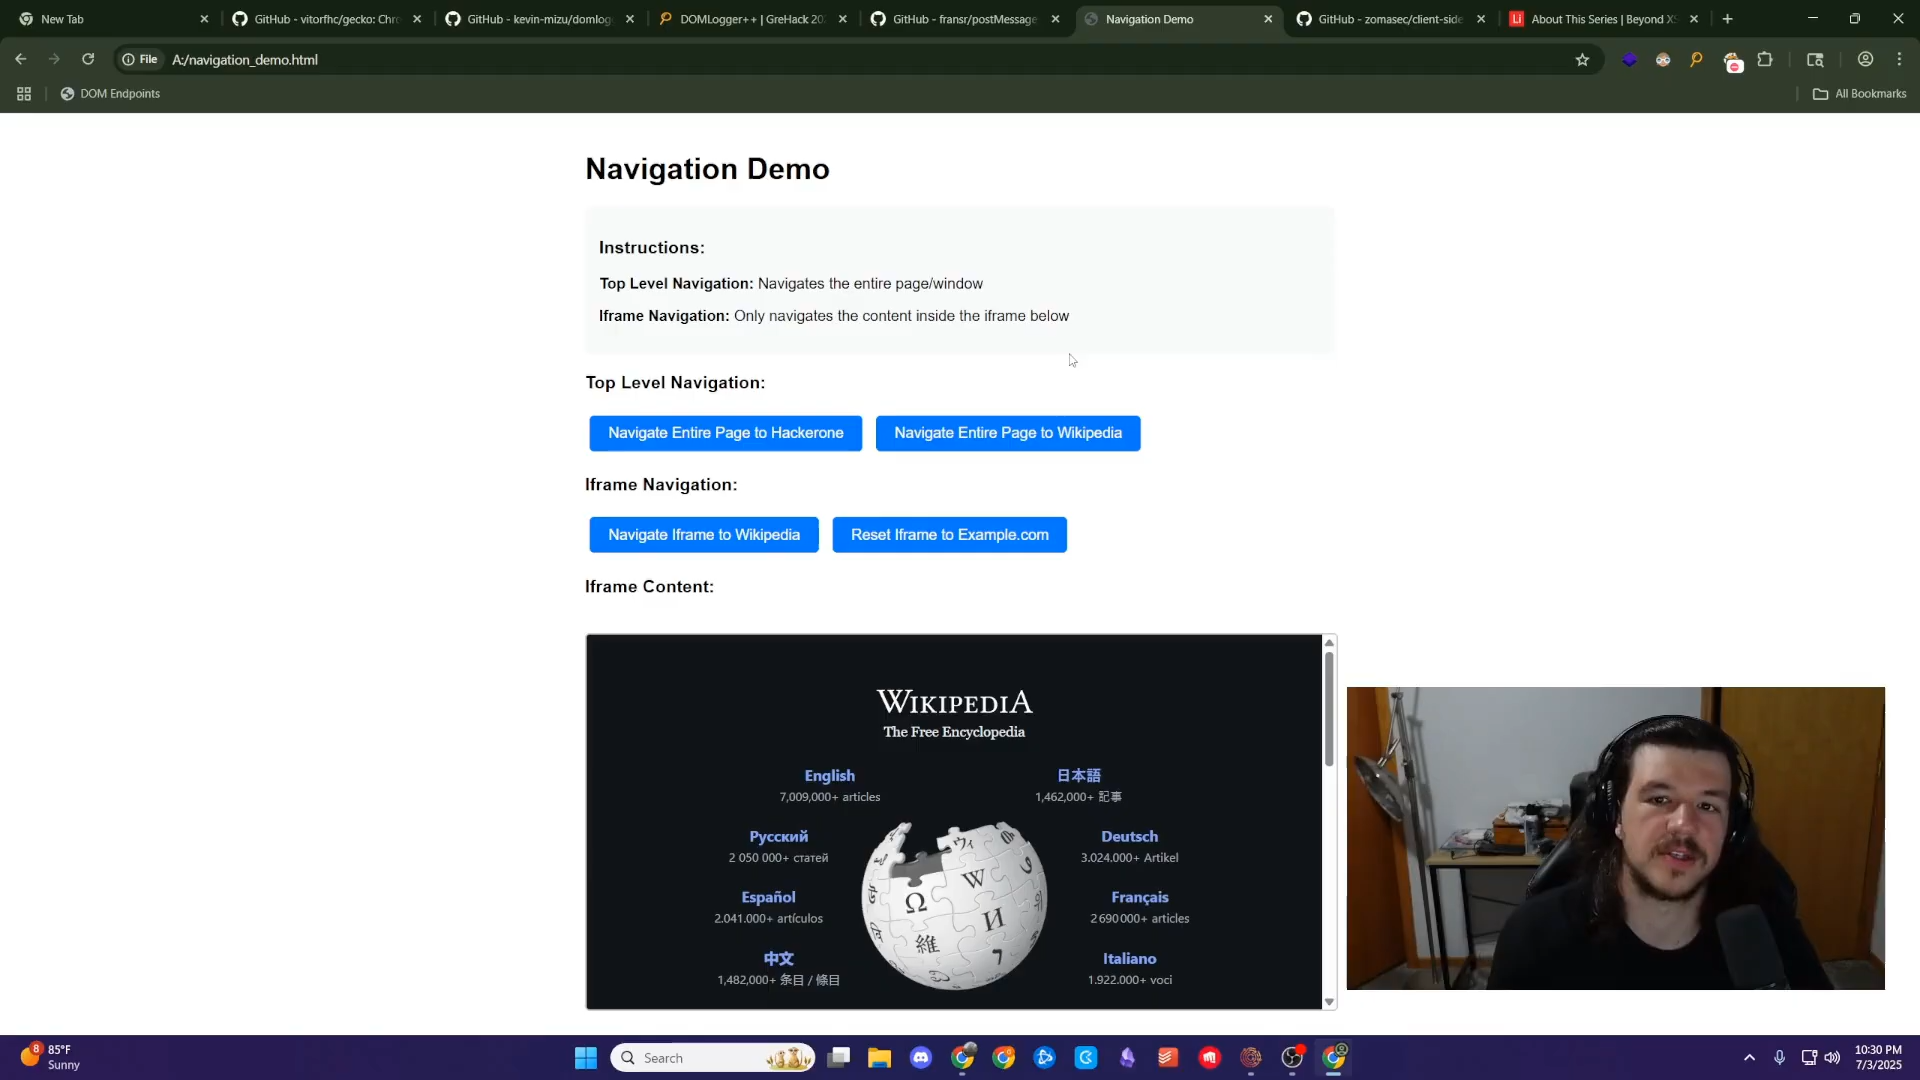 New Tab
GitHub - vitorfhc/gecko: Chro
GitHub - kevin-mizu/domlog
DOMLogger++ | GreHack 202
GitHub - fransr/postMessage
Navigation Demo
GitHub - zomasec/client-side
Li
About This Series | Beyond XS
File
A:/navigation_demo.html
DOM Endpoints
All Bookmarks
Navigation Demo
Instructions:
Top Level Navigation: Navigates the entire page/window
Iframe Navigation: Only navigates the content inside the iframe below
Top Level Navigation:
Navigate Entire Page to Hackerone
Navigate Entire Page to Wikipedia
Iframe Navigation:
Navigate Iframe to Wikipedia
Reset Iframe to Example.com
Iframe Content:
WIKIPEDIA
The Free Encyclopedia
English
7,009,000+ articles
日本語
1,462,000+ 記事
Русский
2 050 000+ статей
Deutsch
3.024.000+ Artikel
Español
2.041.000+ artículos
Français
2 690 000+ articles
中文
1,482,000+ 条目 / 條目
Italiano
1.922.000+ voci
Ω
W
И
維
7
8
85°F
Sunny
Search
10:30 PM
7/3/2025